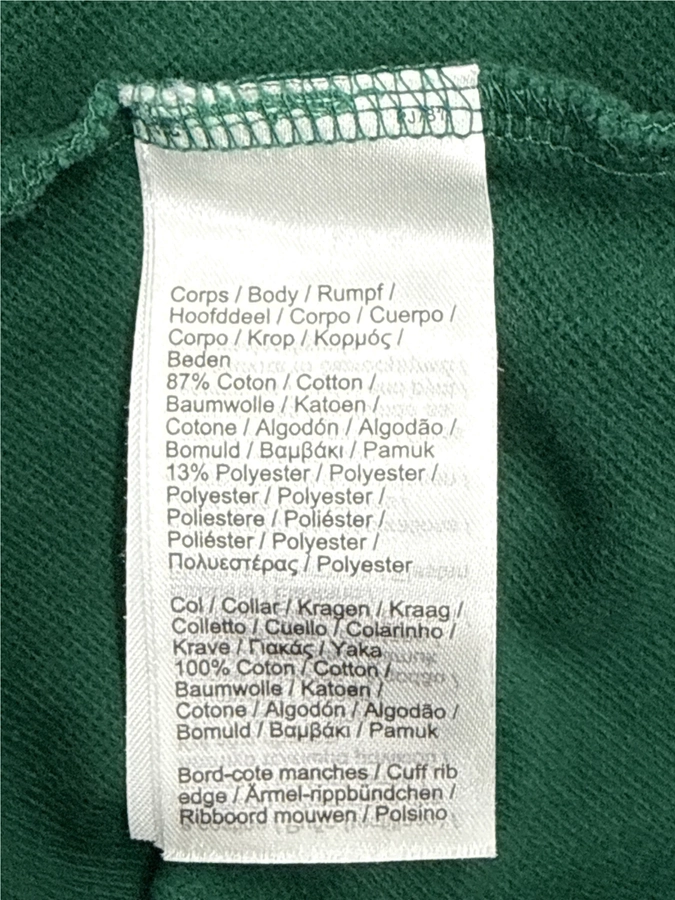 Corps / Body / Rumpf /
Hoofddeel / Corpo / Cuerpo /
Corpo / Krop / Κορμός /
Beden
87% Coton / Cotton /
Baumwolle / Katoen /
Cotone / Algodón / Algodão /
Bomuld / Βαμβάκι / Pamuk
13% Polyester / Polyester /
Polyester / Polyester /
Poliestere / Poliéster /
Poliéster / Polyester /
Πολυεστέρας / Polyester
Col / Collar / Kragen / Kraag /
Colletto / Cuello / Colarinho /
Krave / Γιακάς / Yaka
100% Coton / Cotton /
Baumwolle / Katoen /
Cotone / Algodón / Algodão /
Bomuld / Βαμβάκι / Pamuk
Bord-cote manches / Cuff rib
edge / Ärmel-rippbündchen /
Ribboord mouwen / Polsino